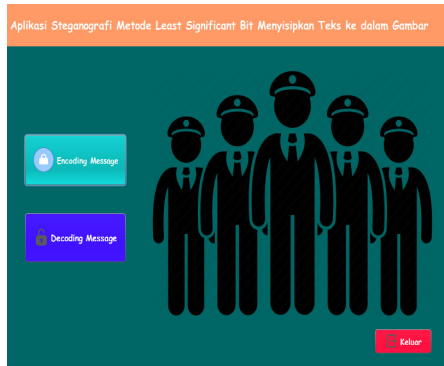 Aplikasi Steganografi Metode Least Significant Bit Menyisipkan Teks ke dalam Gambar
Encoding Message
Decoding Message
Keluar